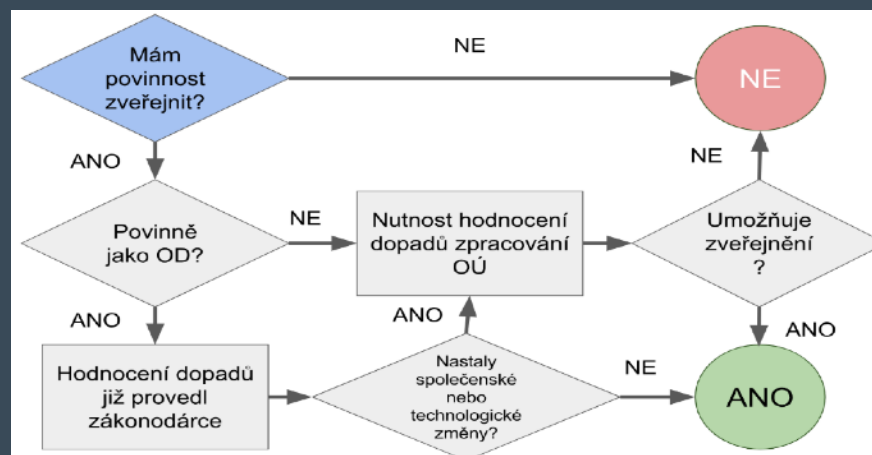 Mám
povinnost
zveřejnit?
NE
NE
ANO
NE
Povinně
jako OD?
NE
Nutnost hodnocení
dopadů zpracování
OÚ
Umožňuje
zveřejnění
?
ANO
ANO
ANO
Hodnocení dopadů
již provedl
zákonodárce
Nastaly
společenské
nebo
technologické
změny?
NE
ANO